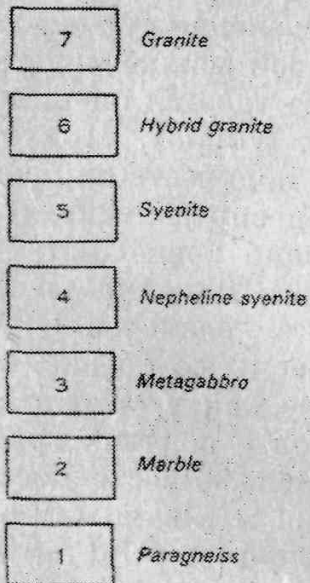 7 Granite
6 Hybrid granite
5 Syenite
4 Nepheline syenite
3 Metagabbro
2 Marble
1 Paragneiss